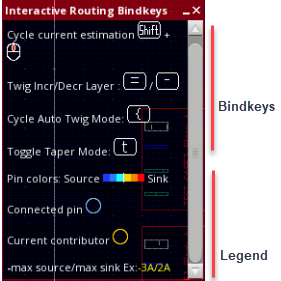 Interactive Routing Bindkeys
Cycle current estimation Shift +
Twig Incr/Decr Layer : = / -
Cycle Auto Twig Mode: {
Toggle Taper Mode: t
Pin colors: Source Sink
Connected pin
Current contributor
-max source/max sink Ex:-3A/2A
Bindkeys
Legend